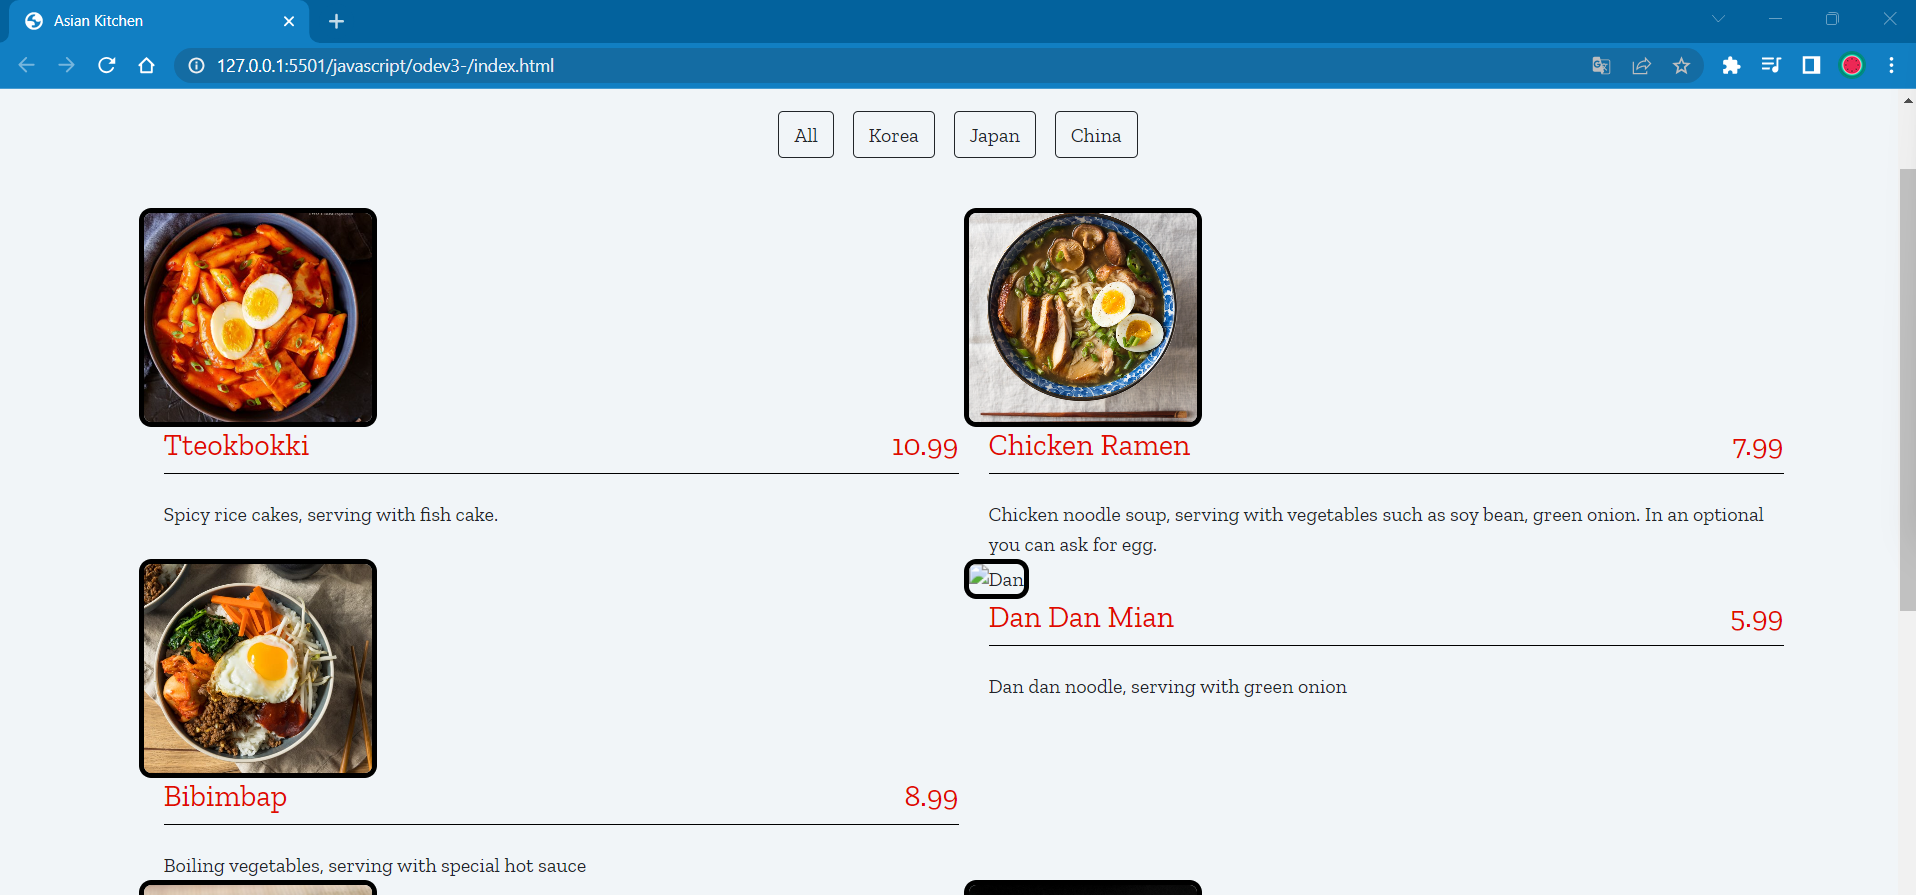 Asian Kitchen
127.0.0.1:5501/javascript/odev3-/index.html
All Korea Japan China
Tteokbokki 10.99
Spicy rice cakes, serving with fish cake.
Chicken Ramen 7.99
Chicken noodle soup, serving with vegetables such as soy bean, green onion. In an optional
you can ask for egg.
Bibimbap 8.99
Boiling vegetables, serving with special hot sauce
Dan
Dan Dan Mian 5.99
Dan dan noodle, serving with green onion